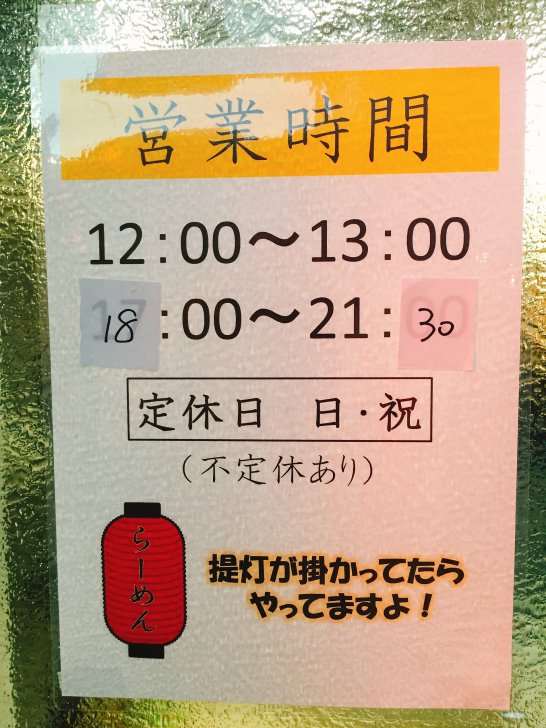 営業時間
12:00～13:00
18:00～21:30
定休日 日・祝
（不定休あり）
らーめん
提灯が掛かってたら
やってますよ！